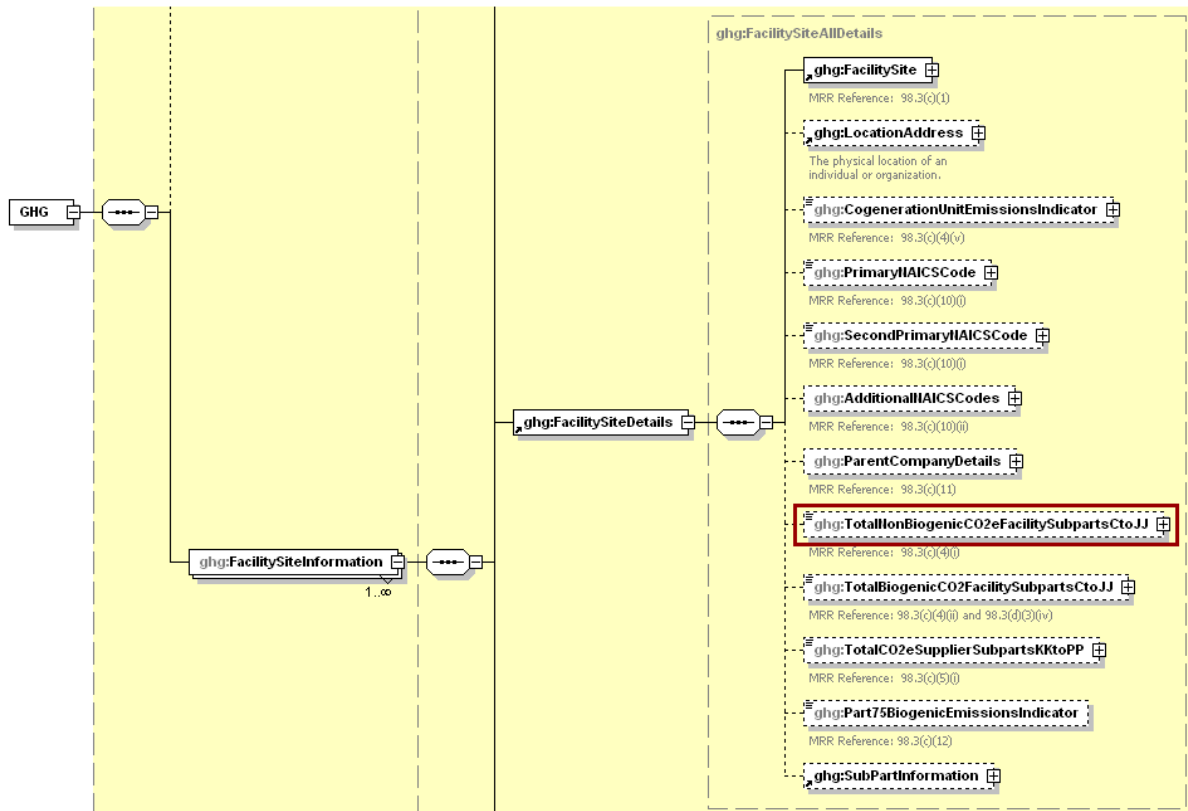 ghg:FacilitySiteAllDetails
ghg:FacilitySite
MRR Reference: 98.3(c)(1)
ghg:LocationAddress
The physical location of an
individual or organization.
GHG
ghg:CogenerationUnitEmissionsIndicator
MRR Reference: 98.3(c)(4)(v)
ghg:PrimaryNAICSCode
MRR Reference: 98.3(c)(10)(i)
ghg:SecondPrimaryNAICSCode
MRR Reference: 98.3(c)(10)(i)
ghg:AdditionalNAICSCodes
MRR Reference: 98.3(c)(10)(ii)
ghg:FacilitySiteDetails
ghg:ParentCompanyDetails
MRR Reference: 98.3(c)(11)
ghg:TotalNonBiogenicCO2eFacilitySubpartsCtoJJ
MRR Reference: 98.3(c)(4)(i)
ghg:FacilitySiteInformation
1..∞
ghg:TotalBiogenicCO2FacilitySubpartsCtoJJ
MRR Reference: 98.3(c)(4)(ii) and 98.3(d)(3)(iv)
ghg:TotalCO2eSupplierSubpartsKKtoPP
MRR Reference: 98.3(c)(5)(i)
ghg:Part75BiogenicEmissionsIndicator
MRR Reference: 98.3(c)(12)
ghg:SubPartInformation